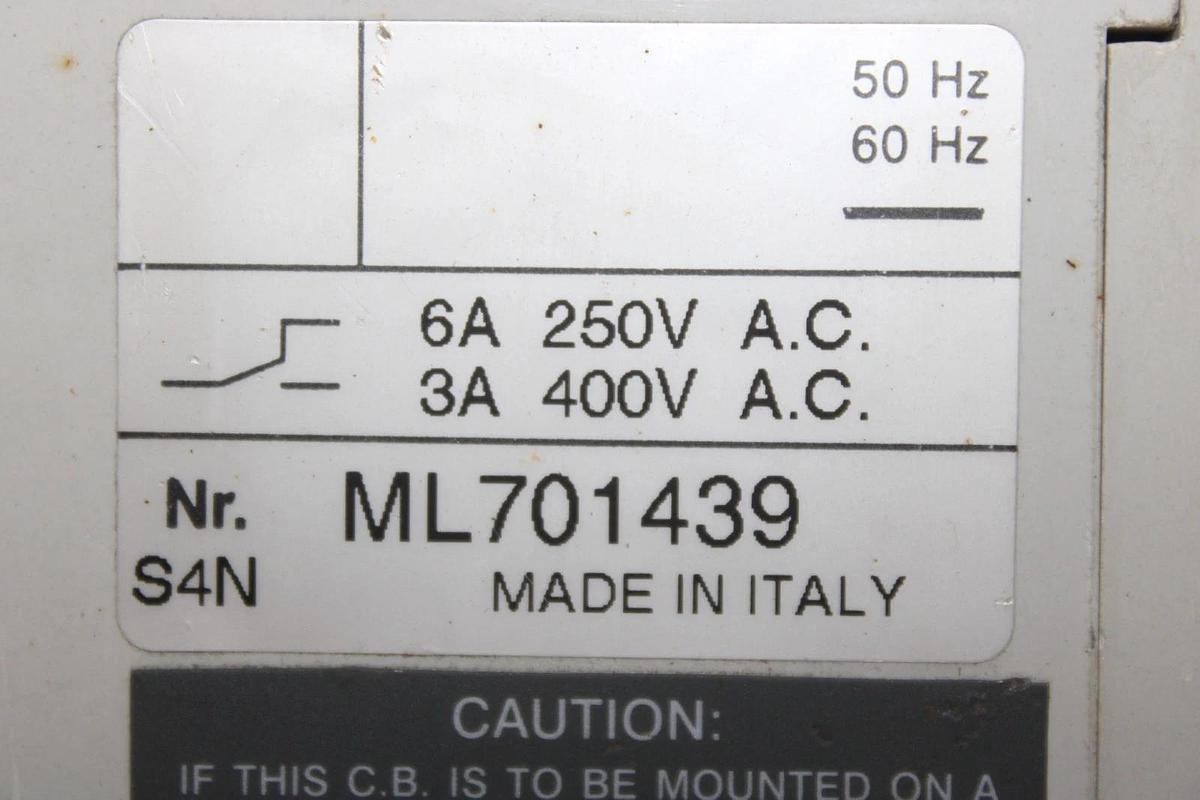 50 Hz
60 Hz
6A 250V A.C.
3A 400V A.C.
Nr. ML701439
S4N MADE IN ITALY
CAUTION:
IF THIS C.B. IS TO BE MOUNTED ON A